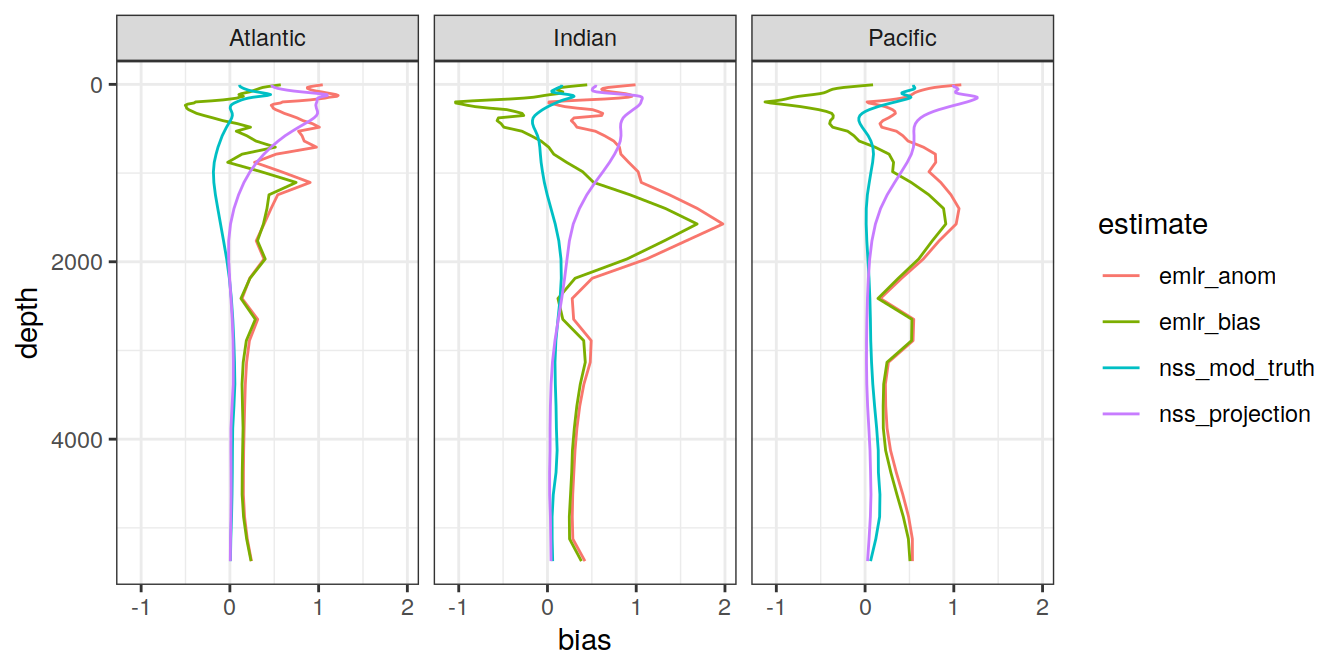 Atlantic Indian Pacific
0
2000
4000
depth
-1 0 1 2 -1 0 1 2 -1 0 1 2
bias
estimate
emlr_anom
emlr_bias
nss_mod_truth
nss_projection